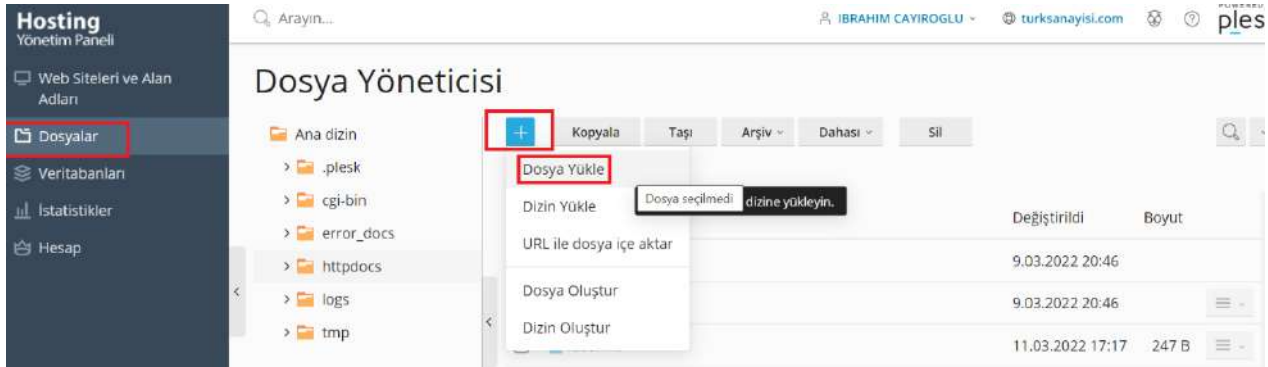 Hosting
Yönetim Paneli
Arayın...
IBRAHIM CAYIROGLU
turksanayisi.com
Web Siteleri ve Alan
Adları
Dosyalar
Veritabanları
İstatistikler
Hesap
Dosya Yöneticisi
Ana dizin
.plesk
cgi-bin
error_docs
httpdocs
logs
tmp
Kopyala Taşı Arşiv Dahası Sil
Dosya Yükle
Dosya seçilmedi dizine yükleyin.
Dizin Yükle
URL ile dosya içe aktar
Dosya Oluştur
Dizin Oluştur
Değiştirildi Boyut
9.03.2022 20:46
9.03.2022 20:46
11.03.2022 17:17 247 B